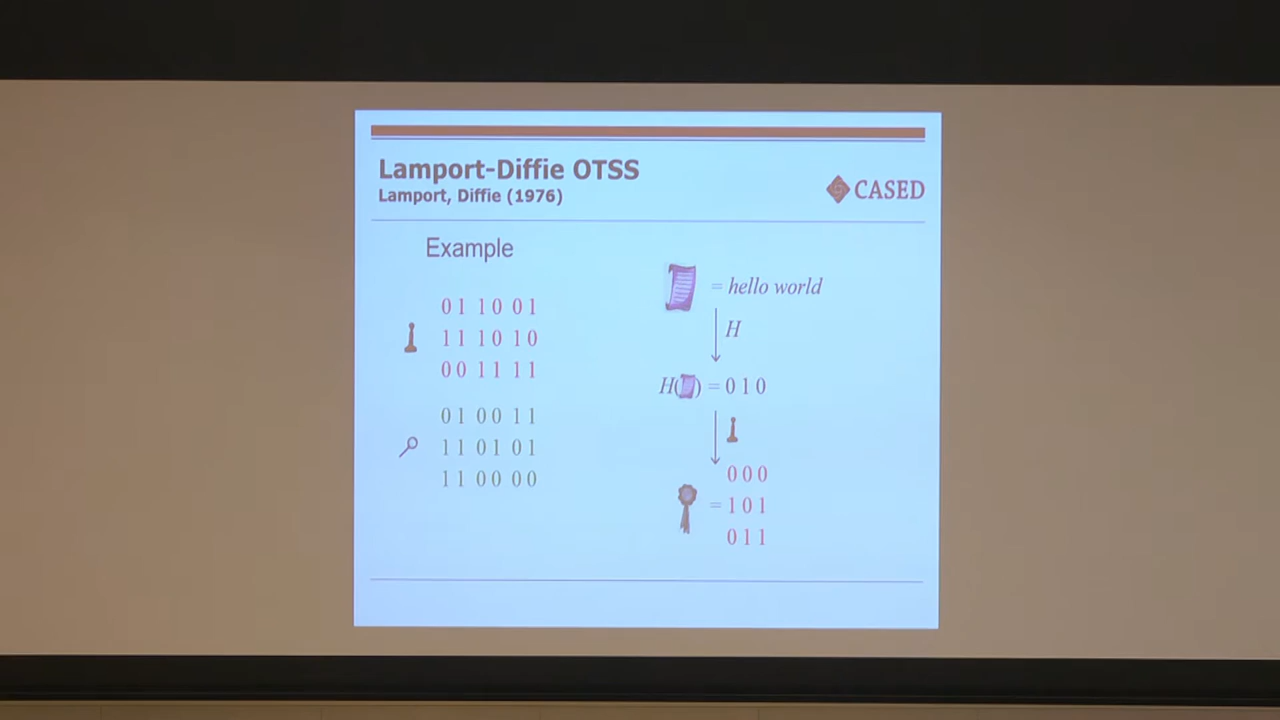 Lamport-Diffie OTSS
Lamport, Diffie (1976)
CASED
Example
01 10 01
11 10 10
00 11 11
01 00 11
11 01 01
11 00 00
= hello world
H
H( ) = 0 1 0
0 0 0
= 1 0 1
0 1 1